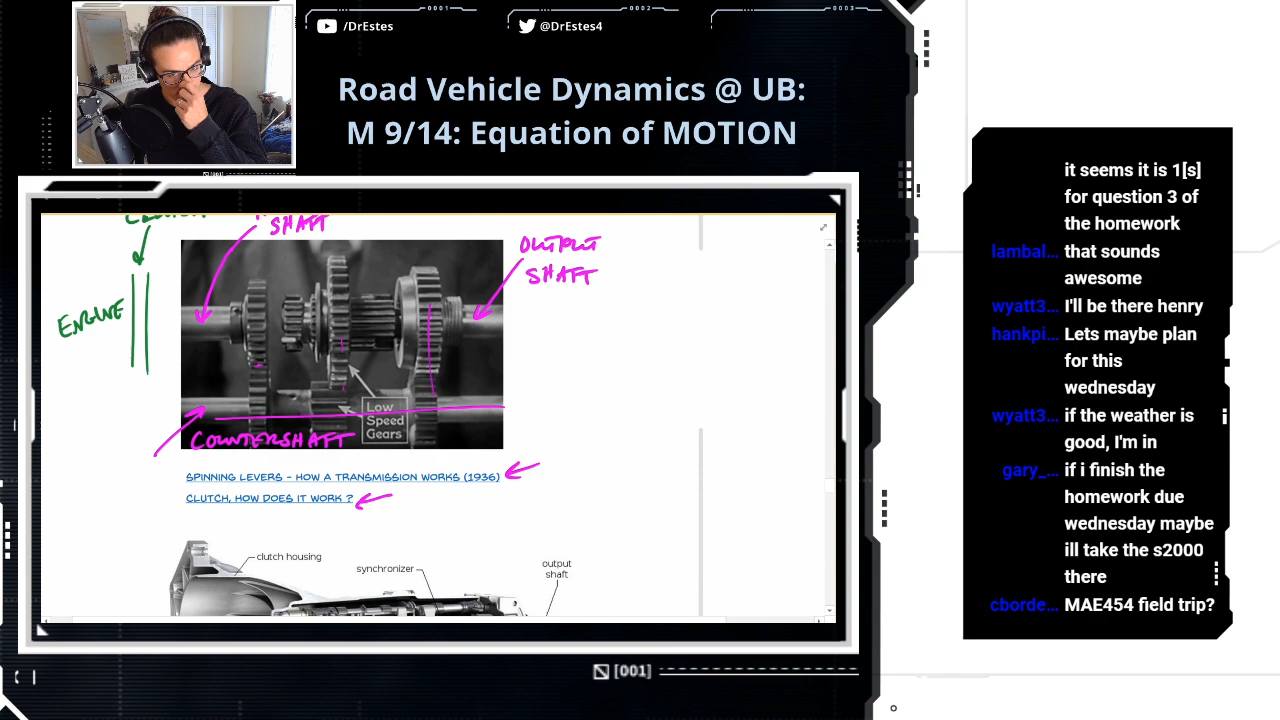 0001
0002
0003
/DrEstes
@DrEstes4
Road Vehicle Dynamics @ UB:
M 9/14: Equation of MOTION
[001]
SHAFT
OUTPUT
SHAFT
ENGINE
Low
Speed
Gears
COUNTERSHAFT
SPINNING LEVERS - HOW A TRANSMISSION WORKS (1936)
CLUTCH, HOW DOES IT WORK ?
clutch housing
synchronizer
output
shaft
[001]
it seems it is 1[s]
for question 3 of
the homework
lambal... that sounds
awesome
wyatt3... I'll be there henry
hankpi... Lets maybe plan
for this
wednesday
wyatt3... if the weather is
good, I'm in
gary_... if i finish the
homework due
wednesday maybe
ill take the s2000
there
cborde... MAE454 field trip?